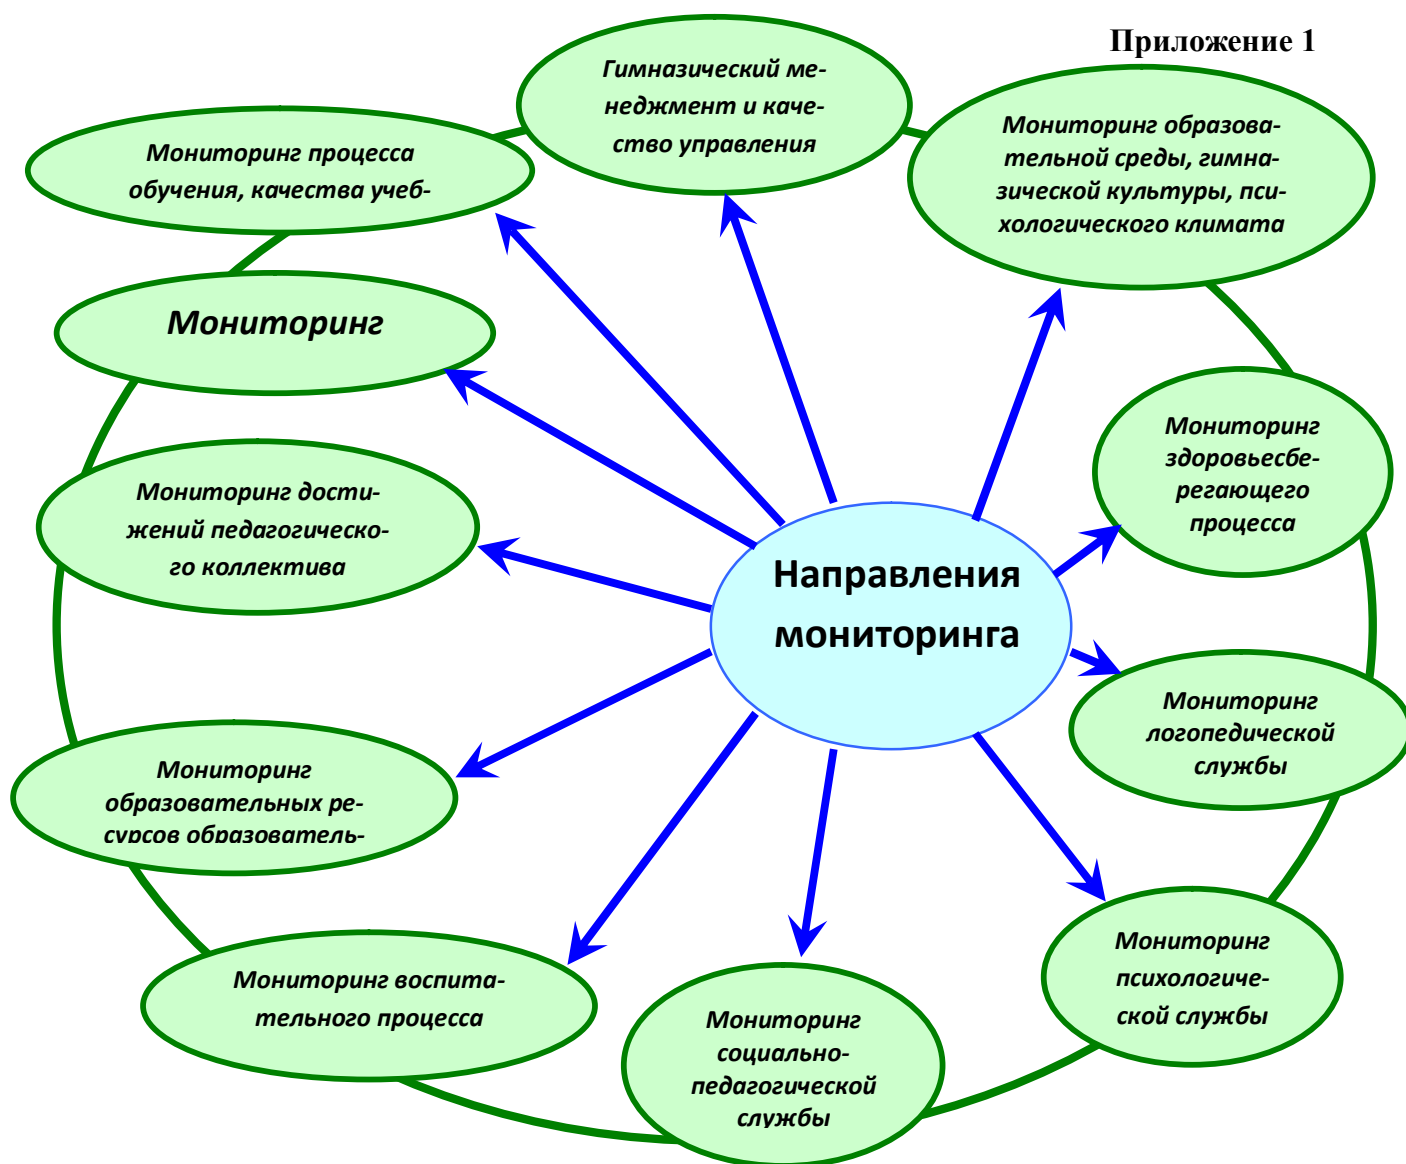 Приложение 1
Гимназический ме-
неджмент и каче-
ство управления
Мониторинг образова-
тельной среды, гимна-
зической культуры, пси-
хологического климата
Мониторинг процесса
обучения, качества учеб-
Мониторинг
Мониторинг
здоровьесбе-
регающего
процесса
Мониторинг дости-
жений педагогическо-
го коллектива
Направления
мониторинга
Мониторинг
логопедической
службы
Мониторинг
образовательных ре-
сурсов образователь-
Мониторинг
психологиче-
ской службы
Мониторинг воспита-
тельного процесса
Мониторинг
социально-
педагогической
службы